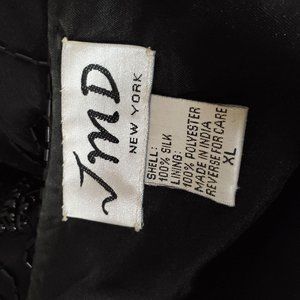 JMD
NEW YORK
SHELL:
100% SILK
LINING:
100% POLYESTER
MADE IN INDIA
REVERSE FOR CARE
XL